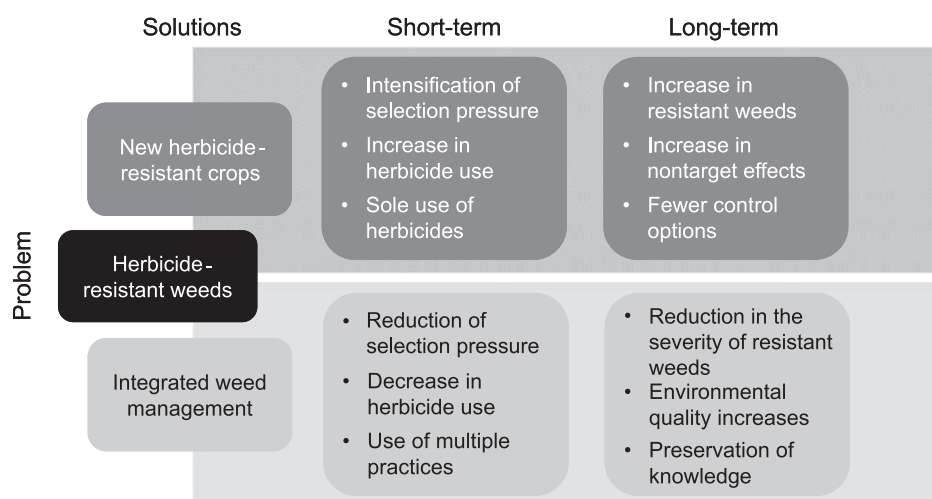 Solutions
Short-term
Long-term
New herbicide-
resistant crops
• Intensification of
selection pressure
• Increase in
herbicide use
• Sole use of
herbicides
• Increase in
resistant weeds
• Increase in
nontarget effects
• Fewer control
options
Problem
Herbicide-
resistant weeds
Integrated weed
management
• Reduction of
selection pressure
• Decrease in
herbicide use
• Use of multiple
practices
• Reduction in the
severity of resistant
weeds
• Environmental
quality increases
• Preservation of
knowledge